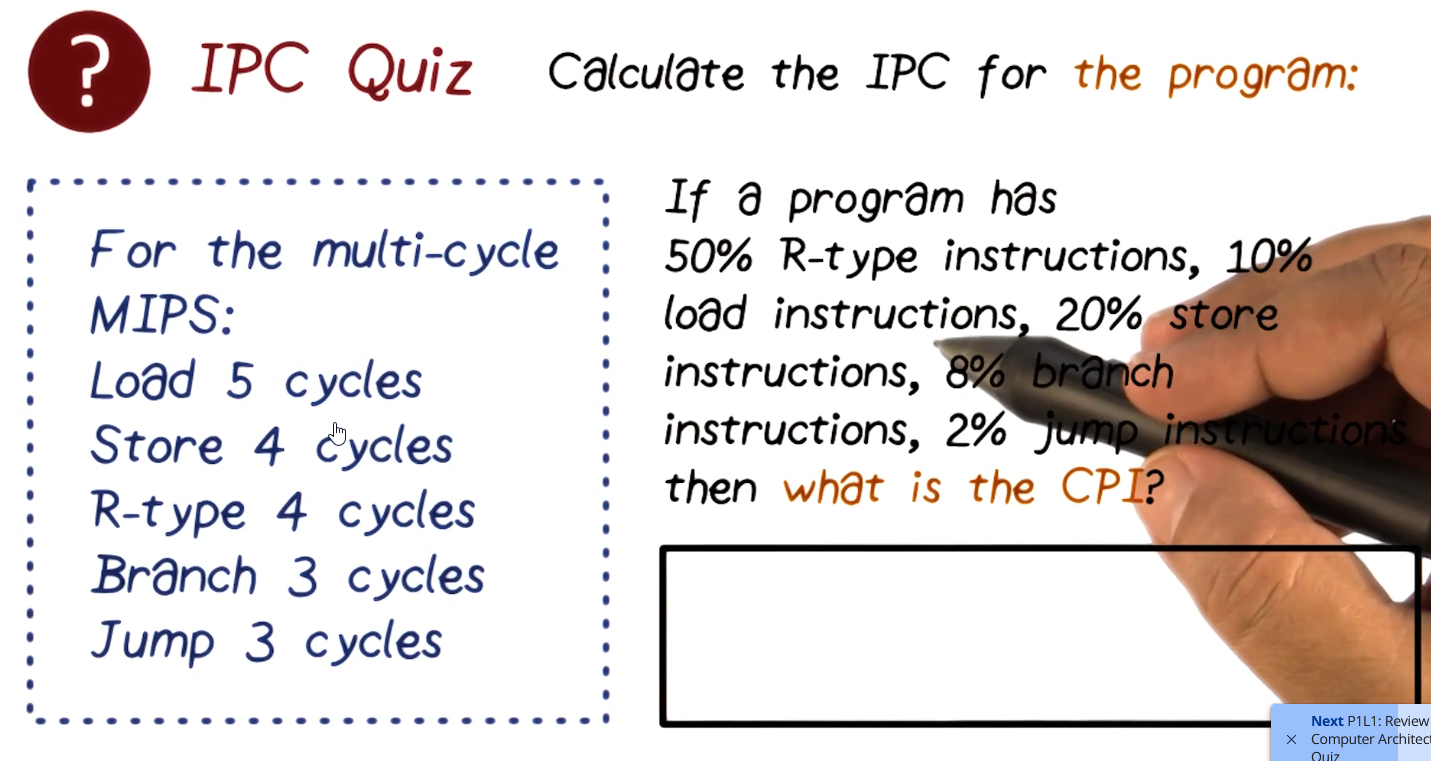 ?
IPC Quiz
Calculate the IPC for the program:
For the multi-cycle
MIPS:
Load 5 cycles
Store 4 cycles
R-type 4 cycles
Branch 3 cycles
Jump 3 cycles
If a program has
50% R-type instructions, 10%
load instructions, 20% store
instructions, 8% branch
instructions, 2% jump instructions
then what is the CPI?
Next P1L1: Review
Computer Architect
Quiz